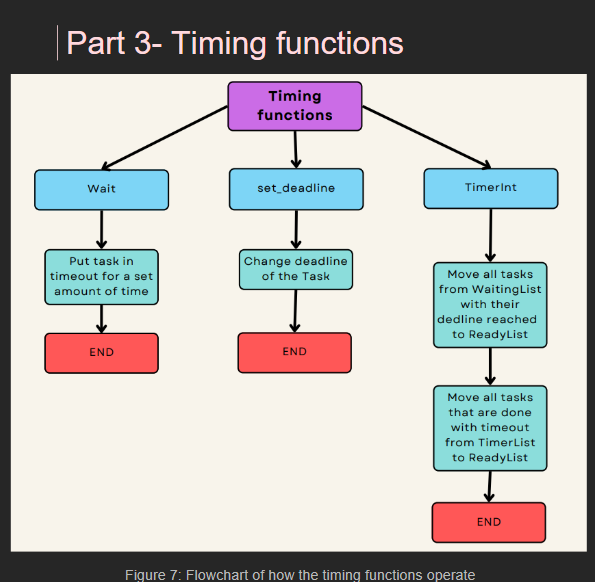 Part 3- Timing functions
Timing
functions
Wait
set_deadline
TimerInt
Put task in
timeout for a set
amount of time
Change deadline
of the Task
Move all tasks
from WaitingList
with their
dedline reached
to ReadyList
END
END
Move all tasks
that are done
with timeout
from TimerList
to ReadyList
END
Figure 7: Flowchart of how the timing functions operate